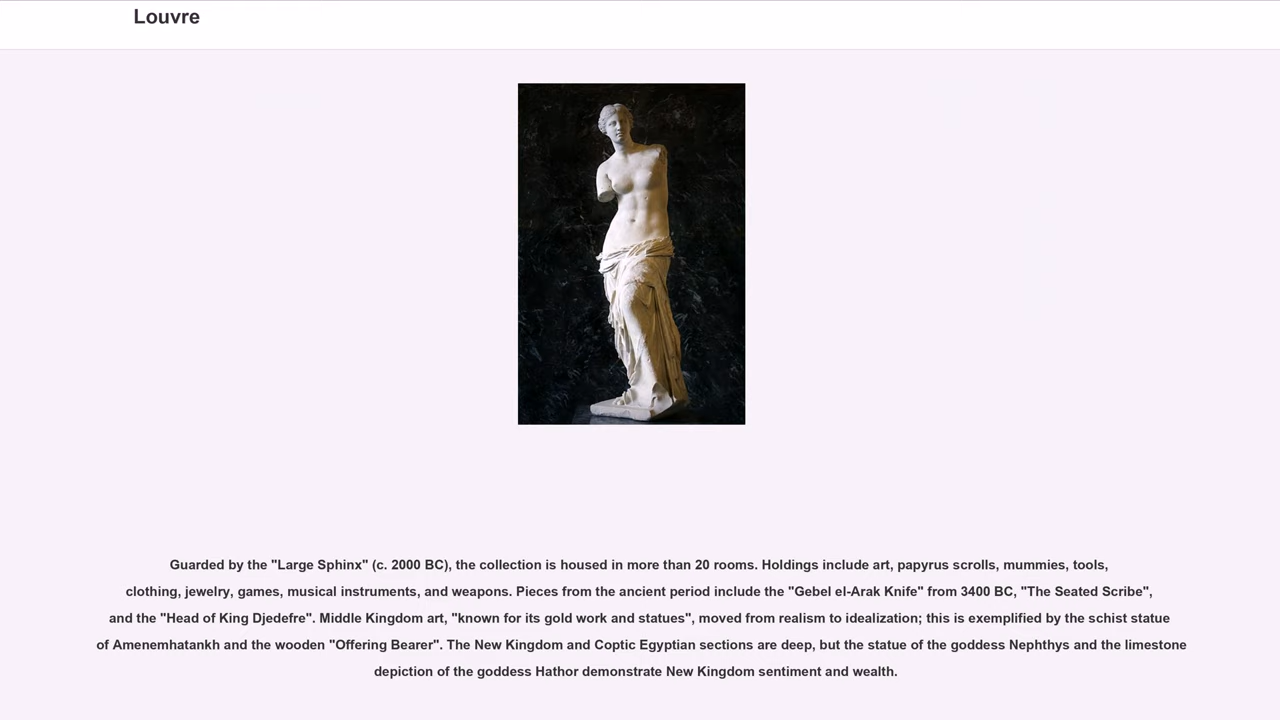 Louvre
Guarded by the "Large Sphinx" (c. 2000 BC), the collection is housed in more than 20 rooms. Holdings include art, papyrus scrolls, mummies, tools,
clothing, jewelry, games, musical instruments, and weapons. Pieces from the ancient period include the "Gebel el-Arak Knife" from 3400 BC, "The Seated Scribe",
and the "Head of King Djedefre". Middle Kingdom art, "known for its gold work and statues", moved from realism to idealization; this is exemplified by the schist statue
of Amenemhatankh and the wooden "Offering Bearer". The New Kingdom and Coptic Egyptian sections are deep, but the statue of the goddess Nephthys and the limestone
depiction of the goddess Hathor demonstrate New Kingdom sentiment and wealth.